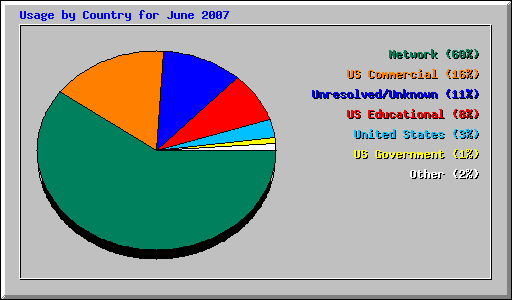 Usage by Country for June 2007
Network (60%)
US Commercial (16%)
Unresolved/Unknown (11%)
US Educational (8%)
United States (3%)
US Government (1%)
Other (2%)